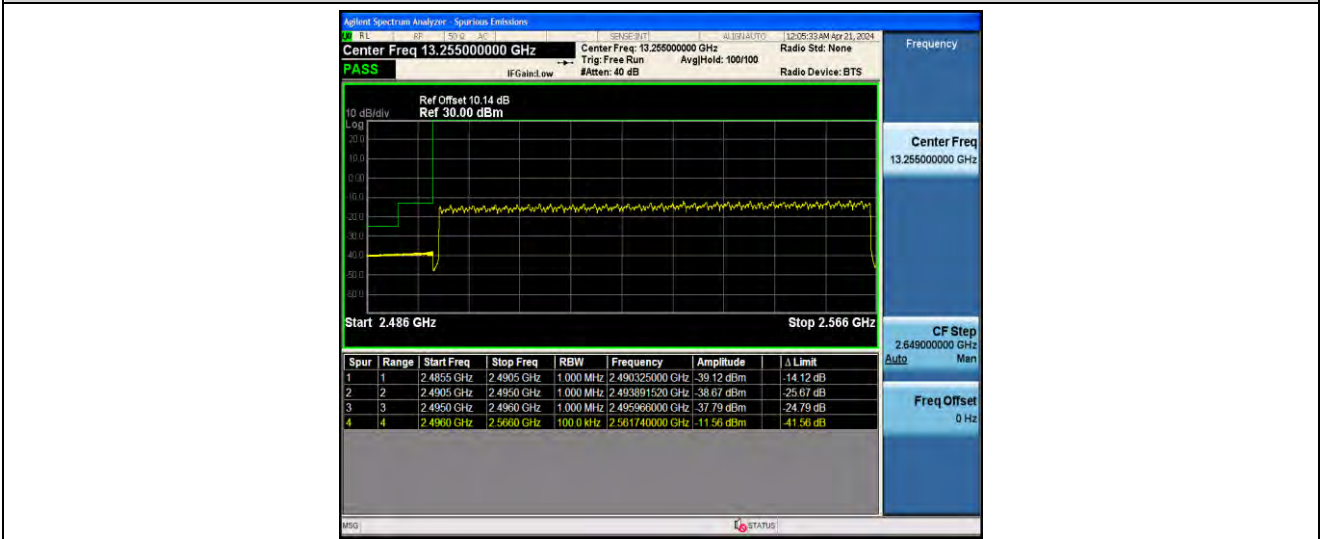 Agilent Spectrum Analyzer - Spurious Emissions
RL RF 50 Ω AC SENSE:INT ALIGNAUTO 12:05:33 AM Apr 21, 2024
Center Freq 13.255000000 GHz
Center Freq: 13.255000000 GHz Radio Std: None
Trig: Free Run Avg|Hold: 100/100
PASS IFGain:Low #Atten: 40 dB Radio Device: BTS
Ref Offset 10.14 dB
10 dB/div Ref 30.00 dBm
Log
20.0
10.0
0.00
-10.0
-20.0
-30.0
-40.0
-50.0
-60.0
Start 2.486 GHz Stop 2.566 GHz
Spur Range Start Freq Stop Freq RBW Frequency Amplitude Δ Limit
1 1 2.4855 GHz 2.4905 GHz 1.000 MHz 2.490325000 GHz -39.12 dBm -14.12 dB
2 2 2.4905 GHz 2.4950 GHz 1.000 MHz 2.493891520 GHz -38.67 dBm -25.67 dB
3 3 2.4950 GHz 2.4960 GHz 1.000 MHz 2.495966000 GHz -37.79 dBm -24.79 dB
4 4 2.4960 GHz 2.5660 GHz 100.0 kHz 2.561740000 GHz -11.56 dBm -41.56 dB
MSG STATUS
Frequency
Center Freq
13.255000000 GHz
CF Step
2.649000000 GHz
Auto Man
Freq Offset
0 Hz